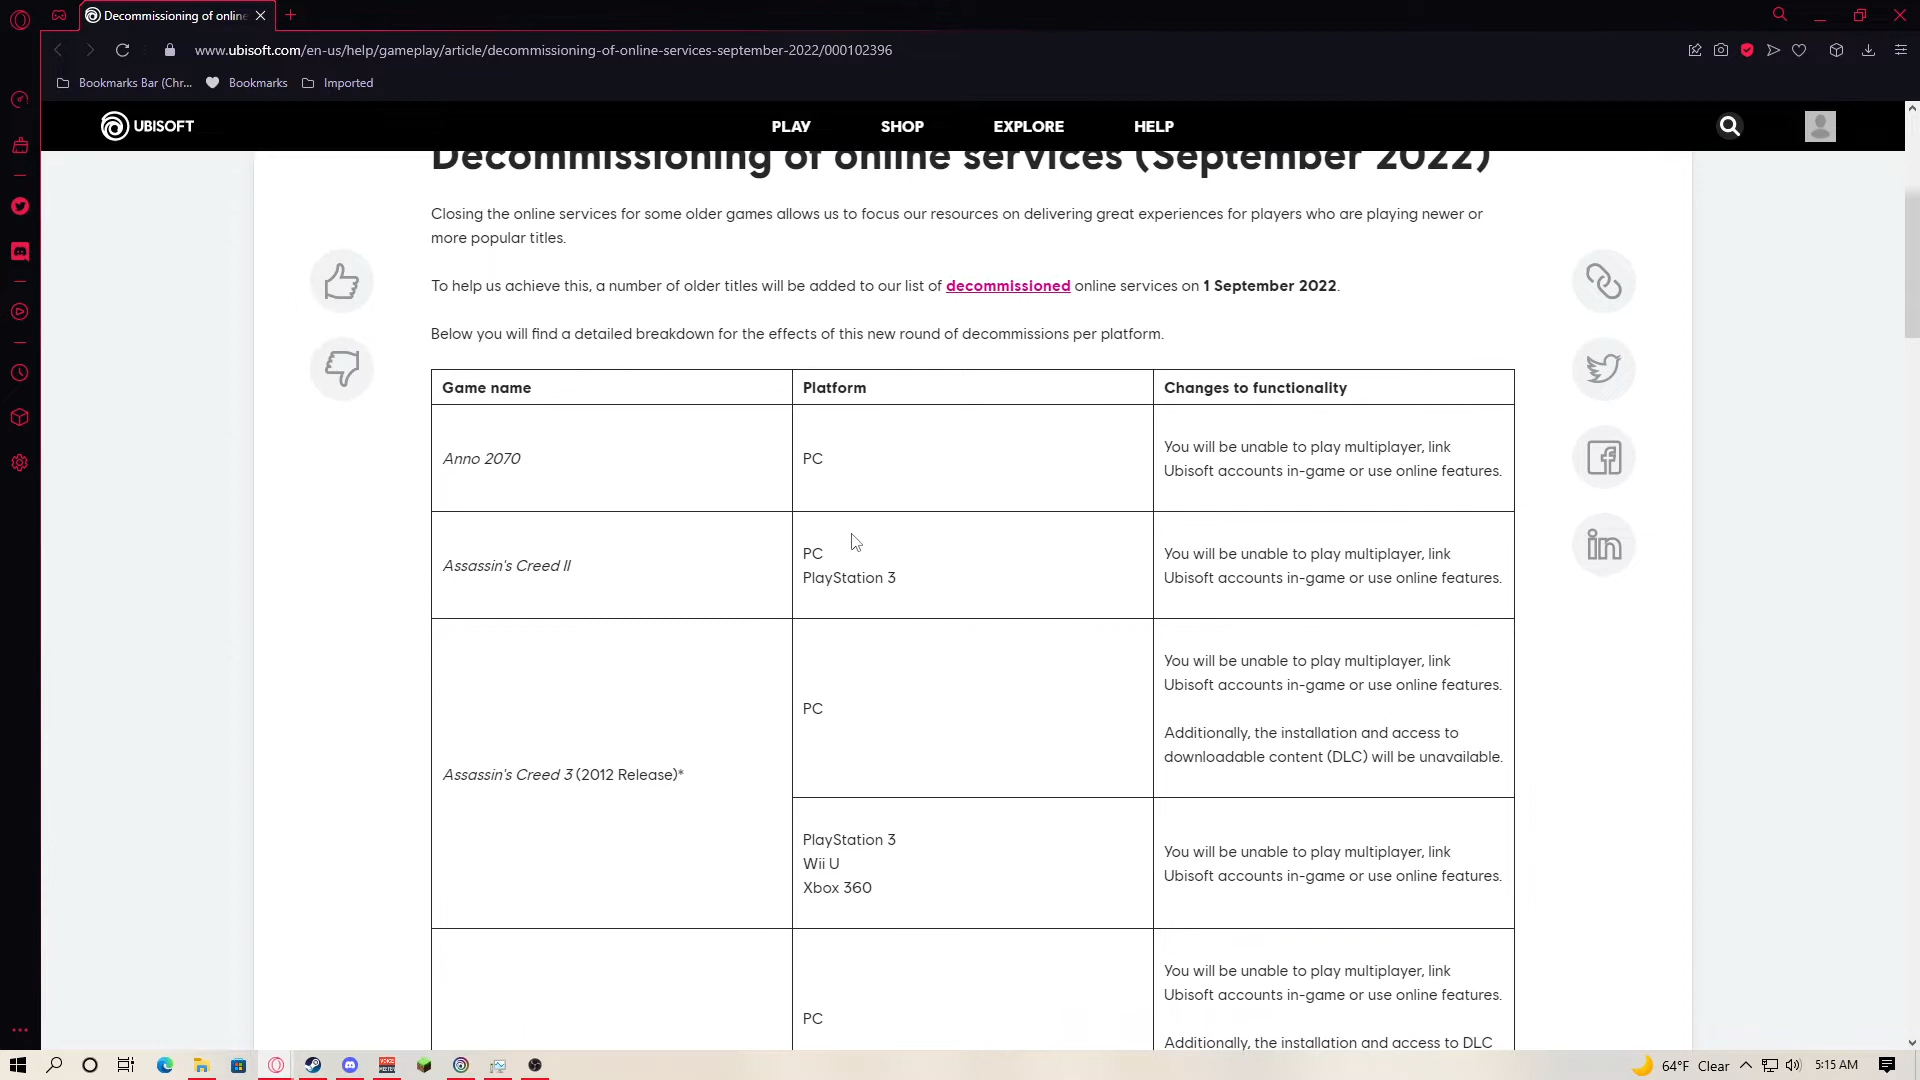 Decommissioning of online
www.ubisoft.com/en-us/help/gameplay/article/decommissioning-of-online-services-september-2022/000102396
Bookmarks Bar (Chr... Bookmarks Imported
UBISOFT PLAY SHOP EXPLORE HELP
Decommissioning of online services (September 2022)
Closing the online services for some older games allows us to focus our resources on delivering great experiences for players who are playing newer or
more popular titles.
To help us achieve this, a number of older titles will be added to our list of decommissioned online services on 1 September 2022.
Below you will find a detailed breakdown for the effects of this new round of decommissions per platform.
Game name Platform Changes to functionality
Anno 2070
PC
You will be unable to play multiplayer, link
Ubisoft accounts in-game or use online features.
Assassin's Creed II
PC
PlayStation 3
You will be unable to play multiplayer, link
Ubisoft accounts in-game or use online features.
Assassin's Creed 3 (2012 Release)*
PC
You will be unable to play multiplayer, link
Ubisoft accounts in-game or use online features.
Additionally, the installation and access to
downloadable content (DLC) will be unavailable.
PlayStation 3
Wii U
Xbox 360
You will be unable to play multiplayer, link
Ubisoft accounts in-game or use online features.
PC
You will be unable to play multiplayer, link
Ubisoft accounts in-game or use online features.
Additionally, the installation and access to DLC
64°F Clear 5:15 AM